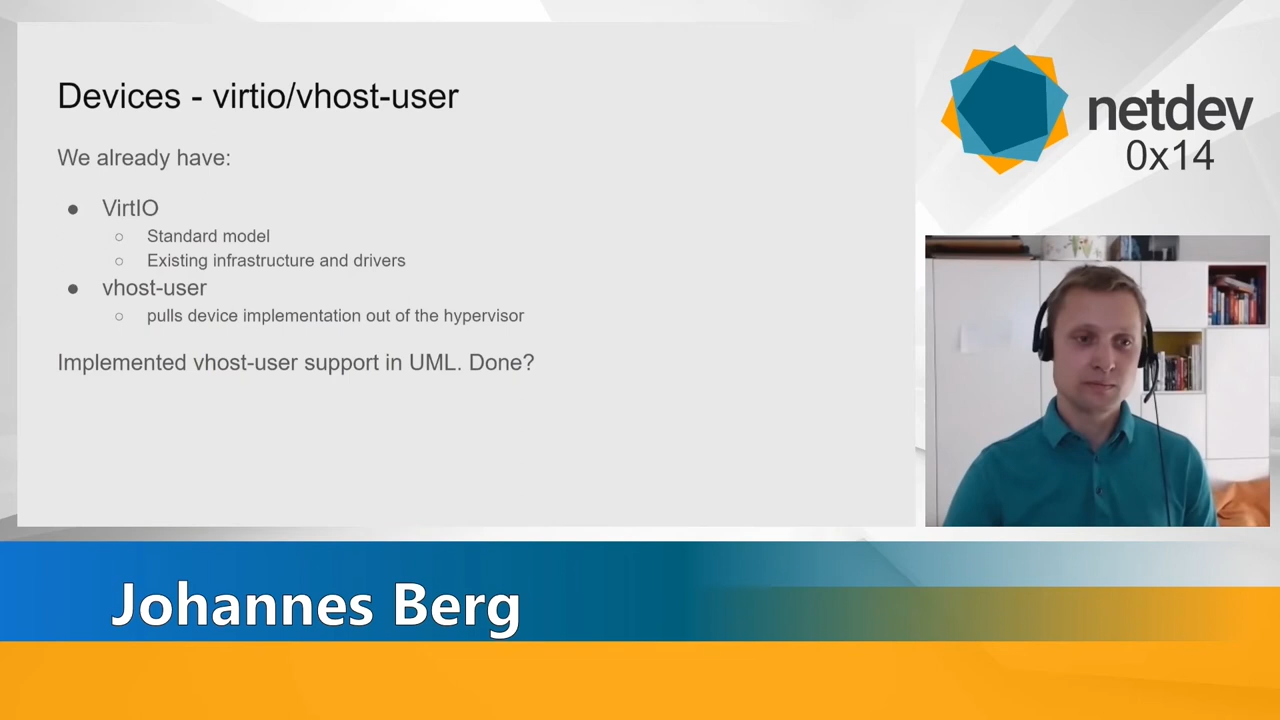 Devices - virtio/vhost-user
We already have:
● VirtIO
○ Standard model
○ Existing infrastructure and drivers
● vhost-user
○ pulls device implementation out of the hypervisor
Implemented vhost-user support in UML. Done?
netdev
0x14
Johannes Berg